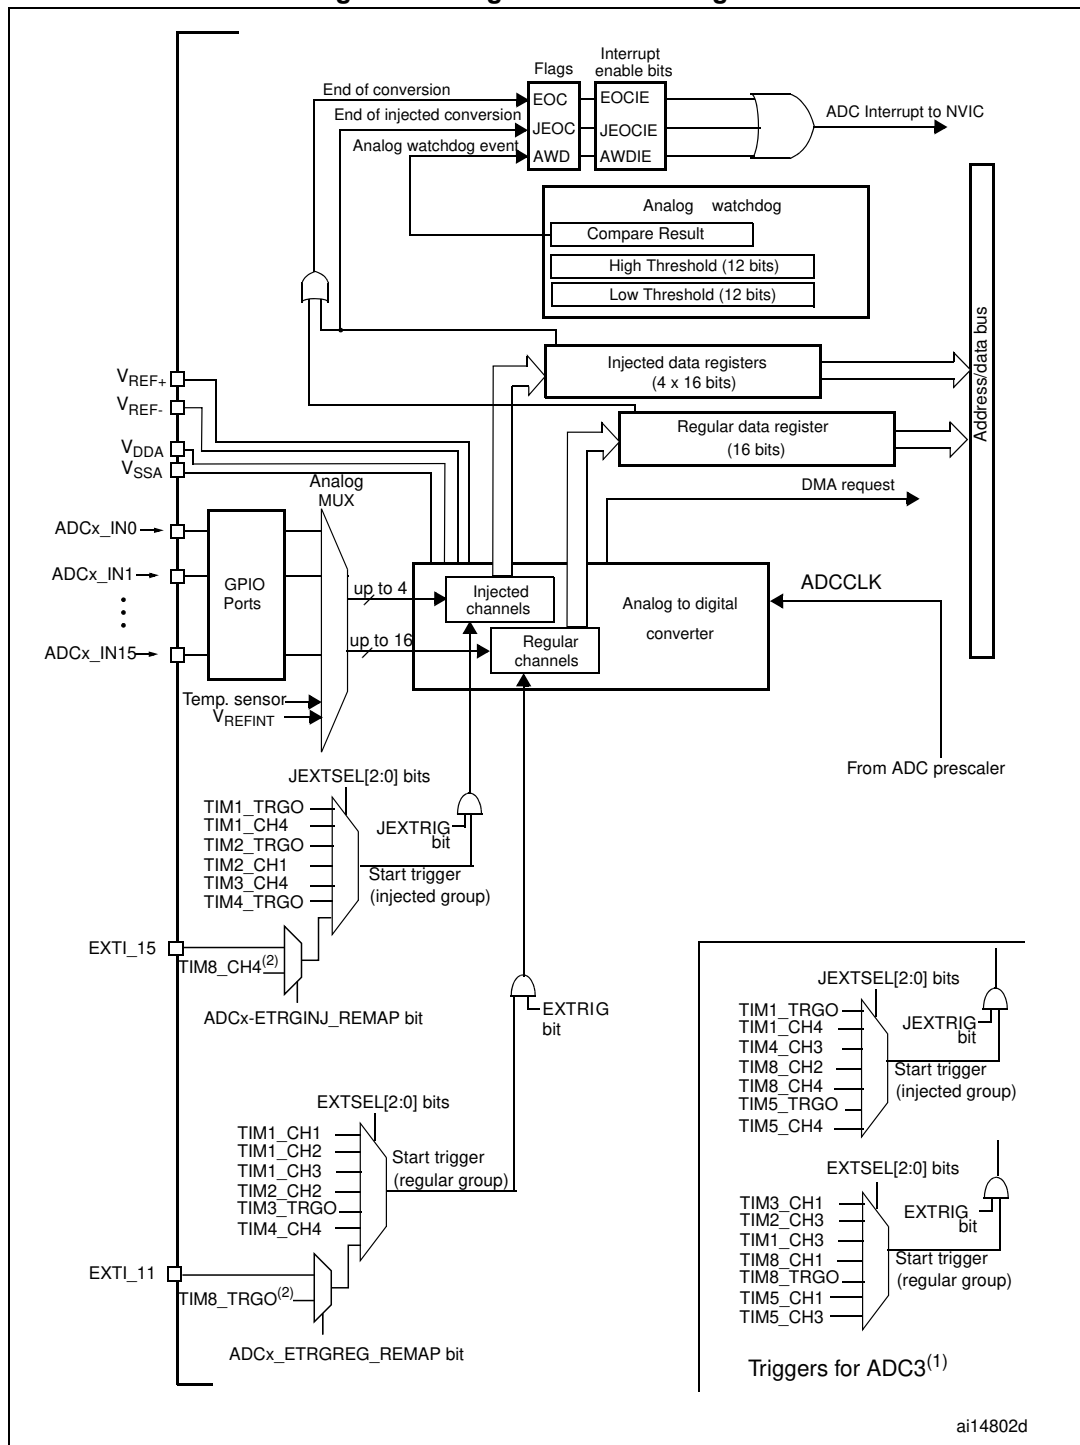 Flags
Interrupt
enable bits
End of conversion
EOC
EOCIE
End of injected conversion
JEOC
JEOCIE
Analog watchdog event
AWD
AWDIE
ADC Interrupt to NVIC
Analog watchdog
Compare Result
High Threshold (12 bits)
Low Threshold (12 bits)
Address/data bus
Injected data registers
(4 x 16 bits)
Regular data register
(16 bits)
DMA request
VREF+
VREF-
VDDA
VSSA
Analog
MUX
ADCx_IN0
ADCx_IN1
ADCx_IN15
GPIO
Ports
up to 4
up to 16
Injected
channels
Regular
channels
Analog to digital
converter
ADCCLK
Temp. sensor
VREFINT
From ADC prescaler
JEXTSEL[2:0] bits
TIM1_TRGO
TIM1_CH4
TIM2_TRGO
TIM2_CH1
TIM3_CH4
TIM4_TRGO
JEXTRIG
bit
Start trigger
(injected group)
EXTI_15
TIM8_CH4(2)
ADCx-ETRGINJ_REMAP bit
EXTRIG
bit
EXTSEL[2:0] bits
TIM1_CH1
TIM1_CH2
TIM1_CH3
TIM2_CH2
TIM3_TRGO
TIM4_CH4
Start trigger
(regular group)
EXTI_11
TIM8_TRGO(2)
ADCx_ETRGREG_REMAP bit
JEXTSEL[2:0] bits
TIM1_TRGO
TIM1_CH4
TIM4_CH3
TIM8_CH2
TIM8_CH4
TIM5_TRGO
TIM5_CH4
JEXTRIG
bit
Start trigger
(injected group)
EXTSEL[2:0] bits
TIM3_CH1
TIM2_CH3
TIM1_CH3
TIM8_CH1
TIM8_TRGO
TIM5_CH1
TIM5_CH3
EXTRIG
bit
Start trigger
(regular group)
Triggers for ADC3(1)
ai14802d